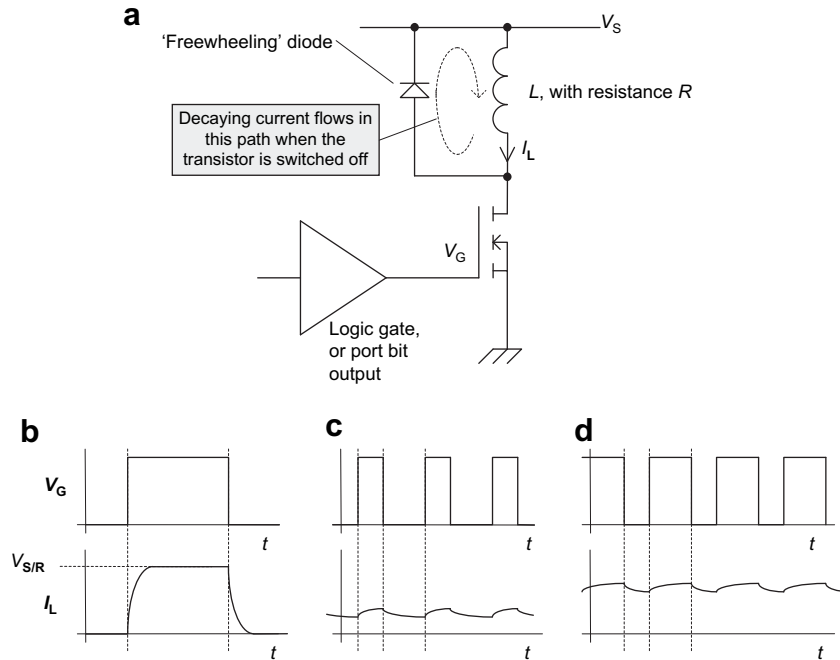 a
V_S
'Freewheeling' diode
L, with resistance R
Decaying current flows in
this path when the
transistor is switched off
I_L
V_G
Logic gate,
or port bit
output
b
c
d
V_G
t
t
t
V_S/R
I_L
t
t
t